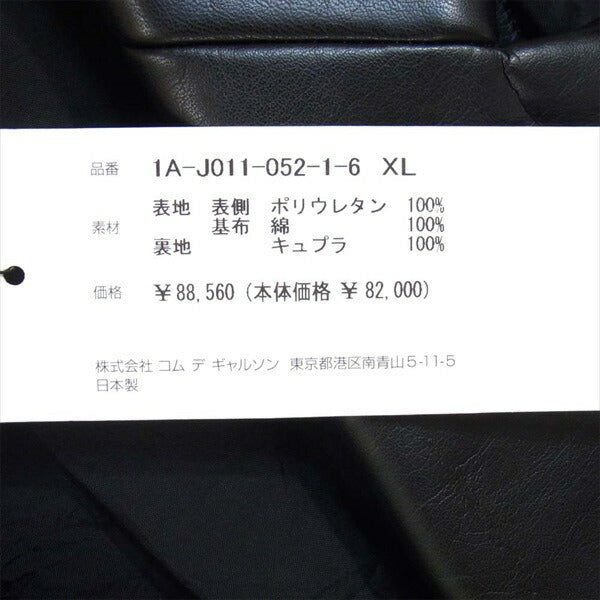 品番 1A-J011-052-1-6 XL
表地 表側 ポリウレタン 100%
素材 基布 綿 100%
裏地 キュプラ 100%
価格 ￥88,560 (本体価格 ￥82,000)
株式会社 コム デ ギャルソン 東京都港区南青山5-11-5
日本製